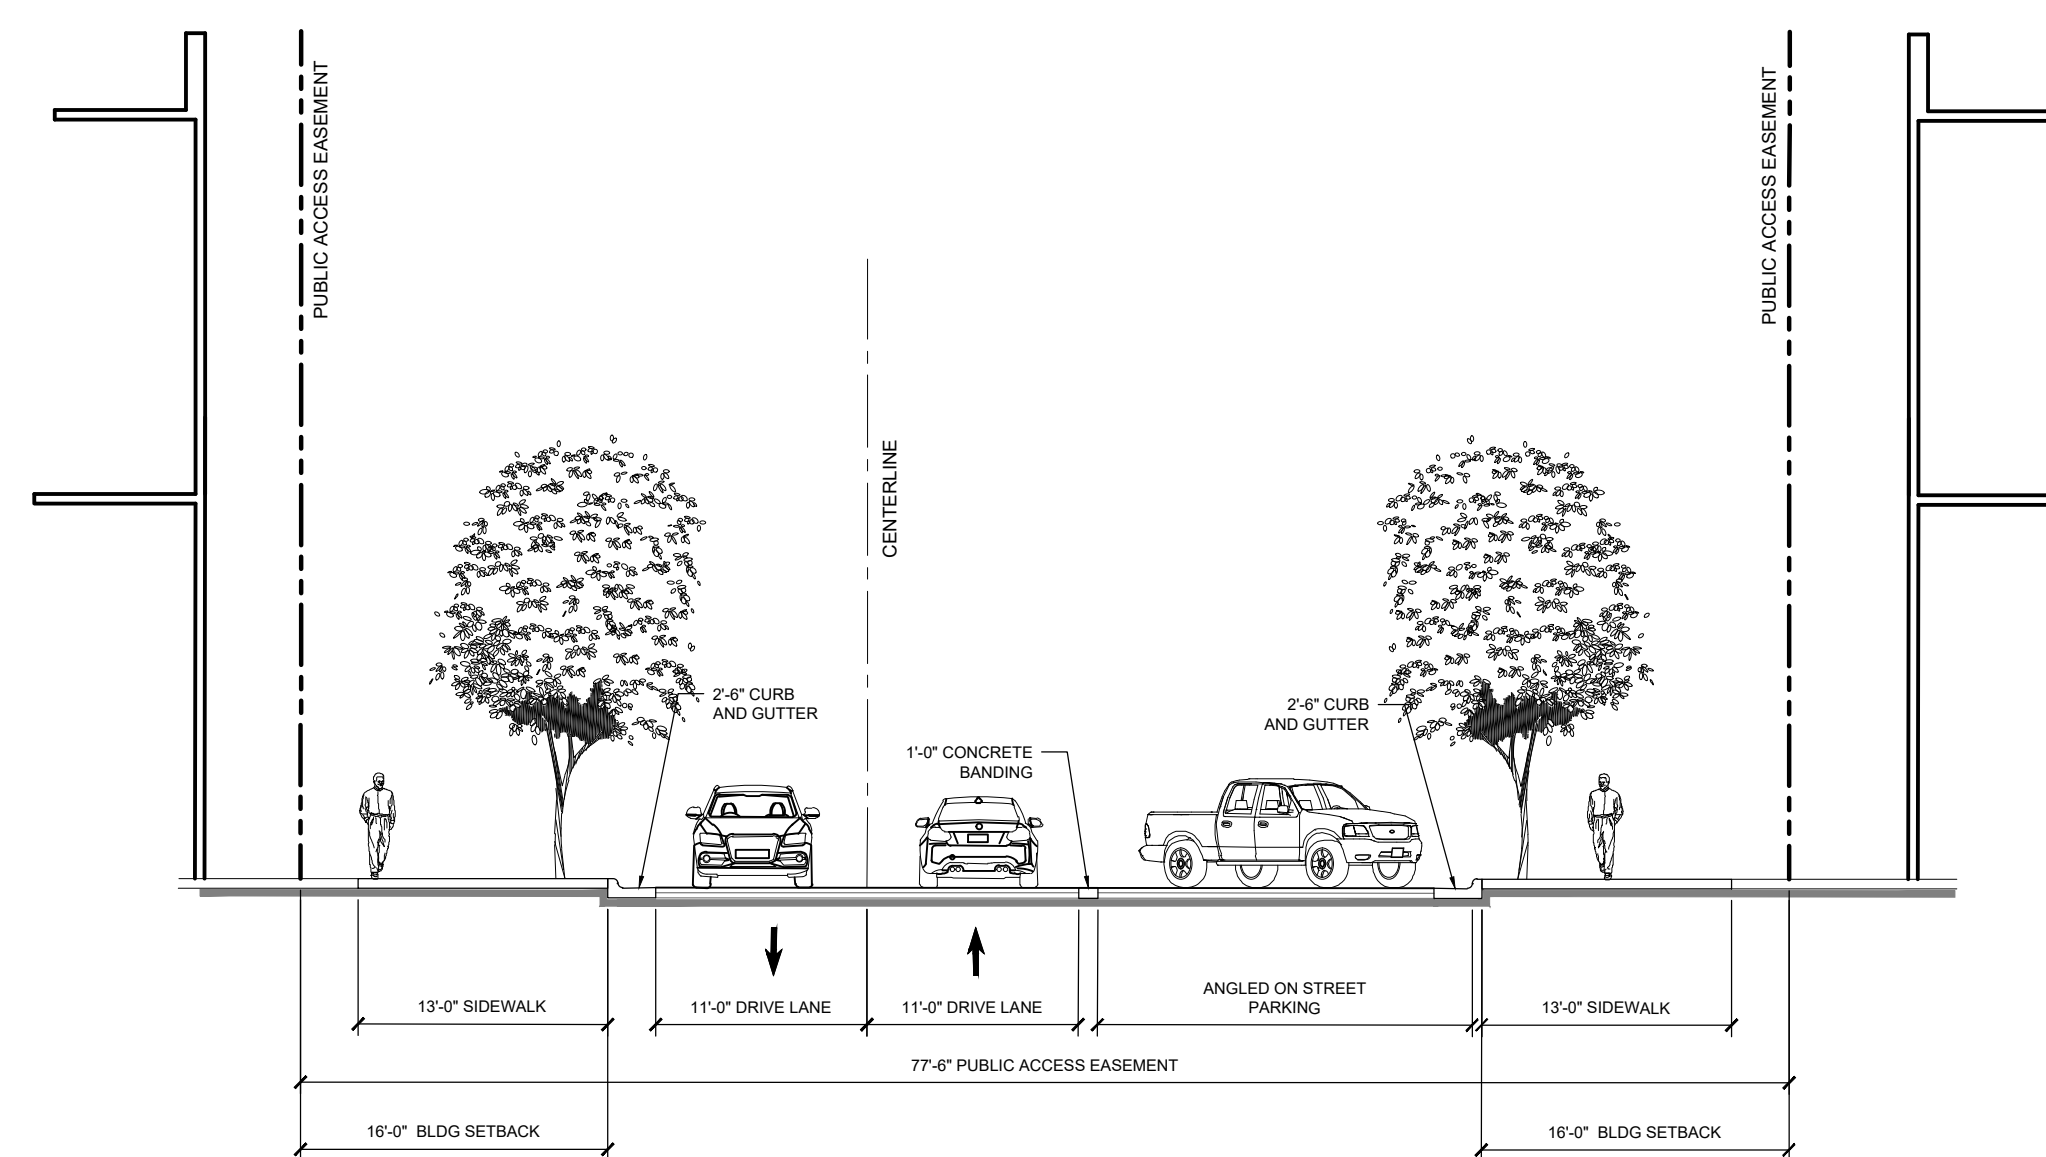 PUBLIC ACCESS EASEMENT
PUBLIC ACCESS EASEMENT
CENTERLINE
2'-6" CURB
AND GUTTER
2'-6" CURB
AND GUTTER
1'-0" CONCRETE
BANDING
13'-0" SIDEWALK
11'-0" DRIVE LANE
11'-0" DRIVE LANE
ANGLED ON STREET
PARKING
13'-0" SIDEWALK
77'-6" PUBLIC ACCESS EASEMENT
16'-0" BLDG SETBACK
16'-0" BLDG SETBACK